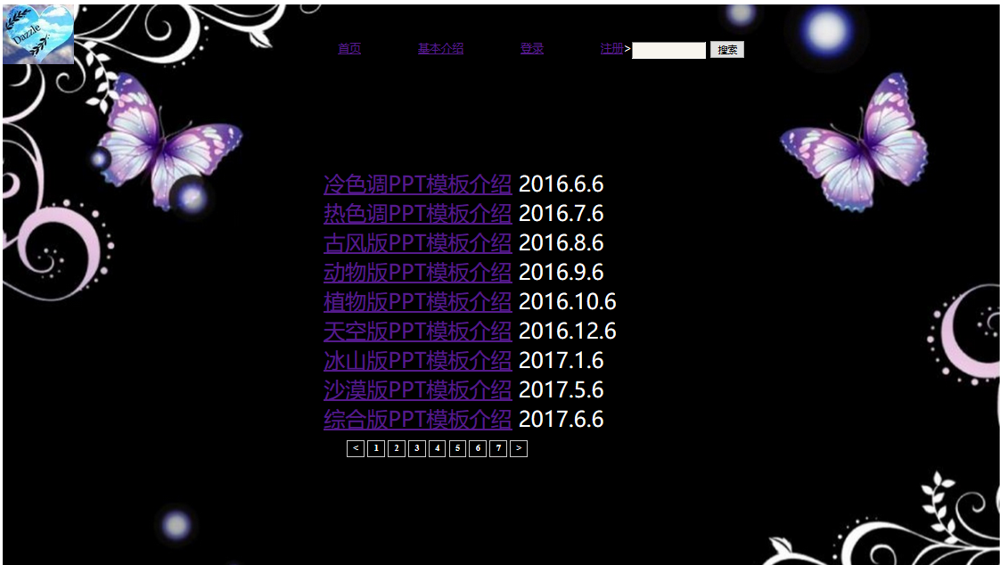 Dazzle
首页 基本介绍 登录 注册> 搜索
冷色调PPT模板介绍 2016.6.6
热色调PPT模板介绍 2016.7.6
古风版PPT模板介绍 2016.8.6
动物版PPT模板介绍 2016.9.6
植物版PPT模板介绍 2016.10.6
天空版PPT模板介绍 2016.12.6
冰山版PPT模板介绍 2017.1.6
沙漠版PPT模板介绍 2017.5.6
综合版PPT模板介绍 2017.6.6
< 1 2 3 4 5 6 7 >